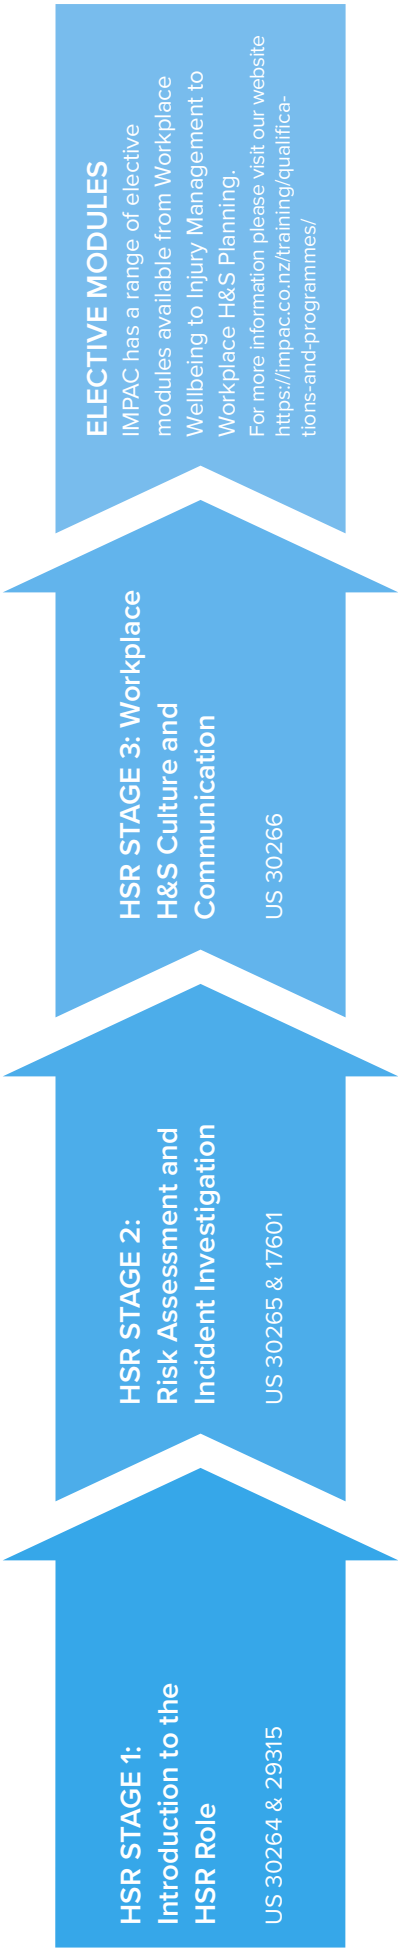 HSR STAGE 1:
Introduction to the
HSR Role
US 30264 & 29315
HSR STAGE 2:
Risk Assessment and
Incident Investigation
US 30265 & 17601
HSR STAGE 3: Workplace
H&S Culture and
Communication
US 30266
ELECTIVE MODULES
IMPAC has a range of elective
modules available from Workplace
Wellbeing to Injury Management to
Workplace H&S Planning.
For more information please visit our website
https://impac.co.nz/training/qualifica-
tions-and-programmes/